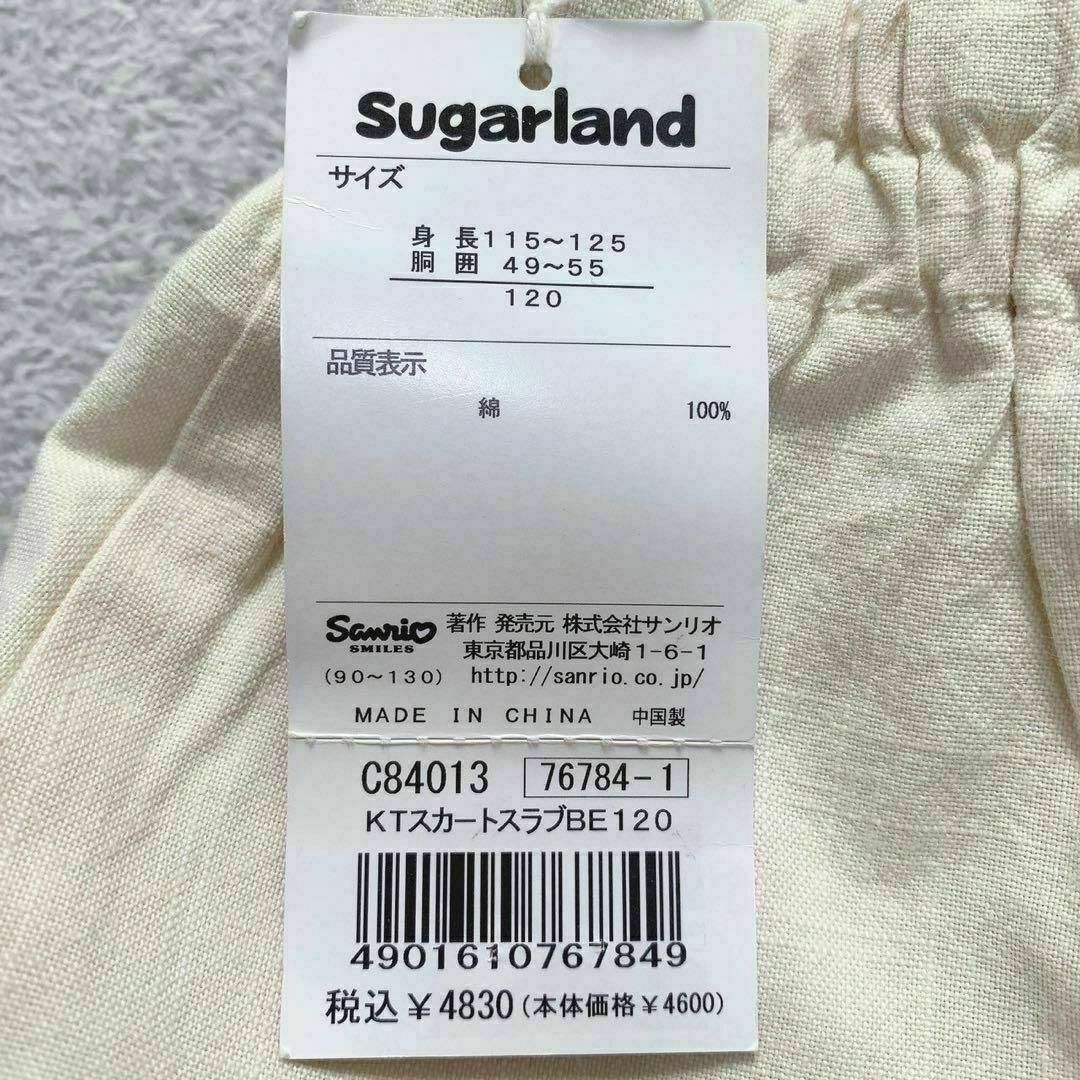 Sugarland
サイズ
身 長 115～125
胴 囲 49～55
120
品質表示
綿 100%
Sanrio SMILES 著作 発売元 株式会社サンリオ
東京都品川区大崎1-6-1
(90～130) http://sanrio.co.jp/
MADE IN CHINA 中国製
C84013 76784-1
KTスカートスラブBE120
4901610767849
税込¥4830(本体価格¥4600)